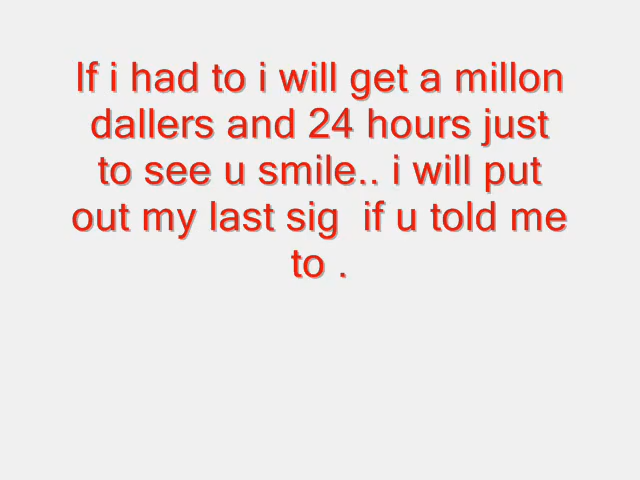 If i had to i will get a millon
dallers and 24 hours just
to see u smile.. i will put
out my last sig  if u told me
to .